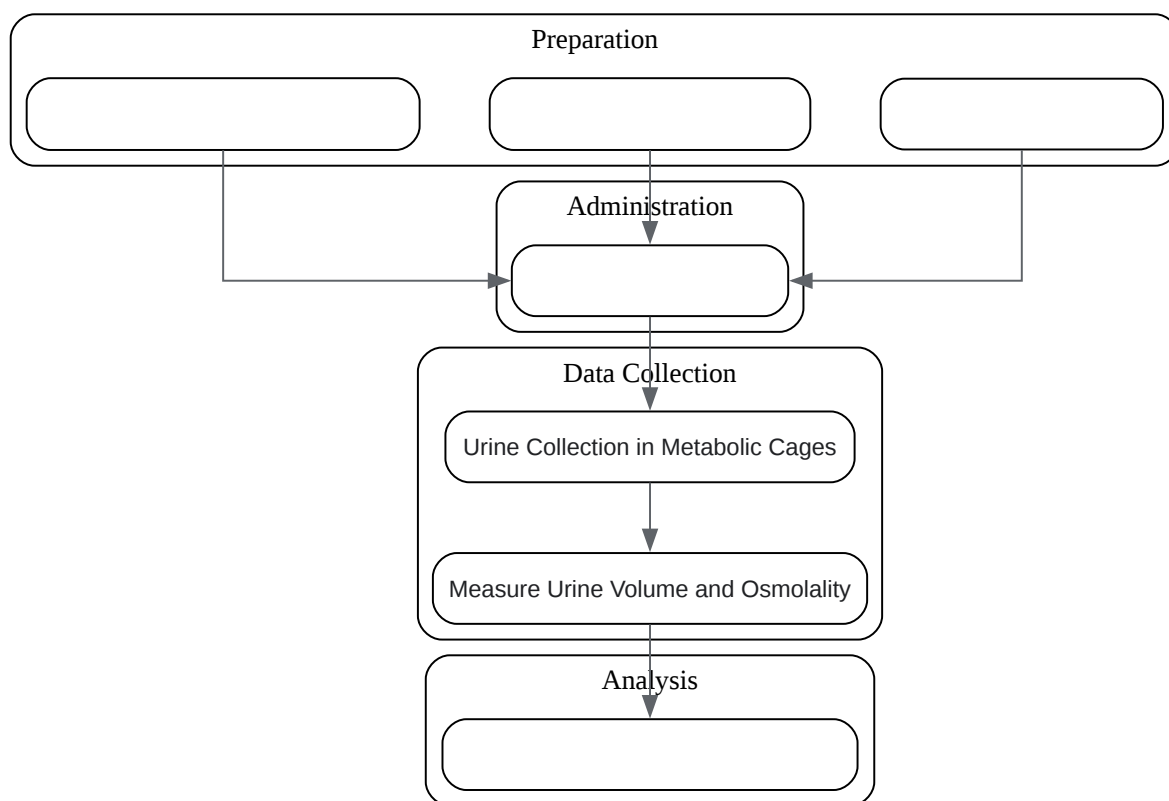 Preparation
Administration
Data Collection
Urine Collection in Metabolic Cages
Measure Urine Volume and Osmolality
Analysis